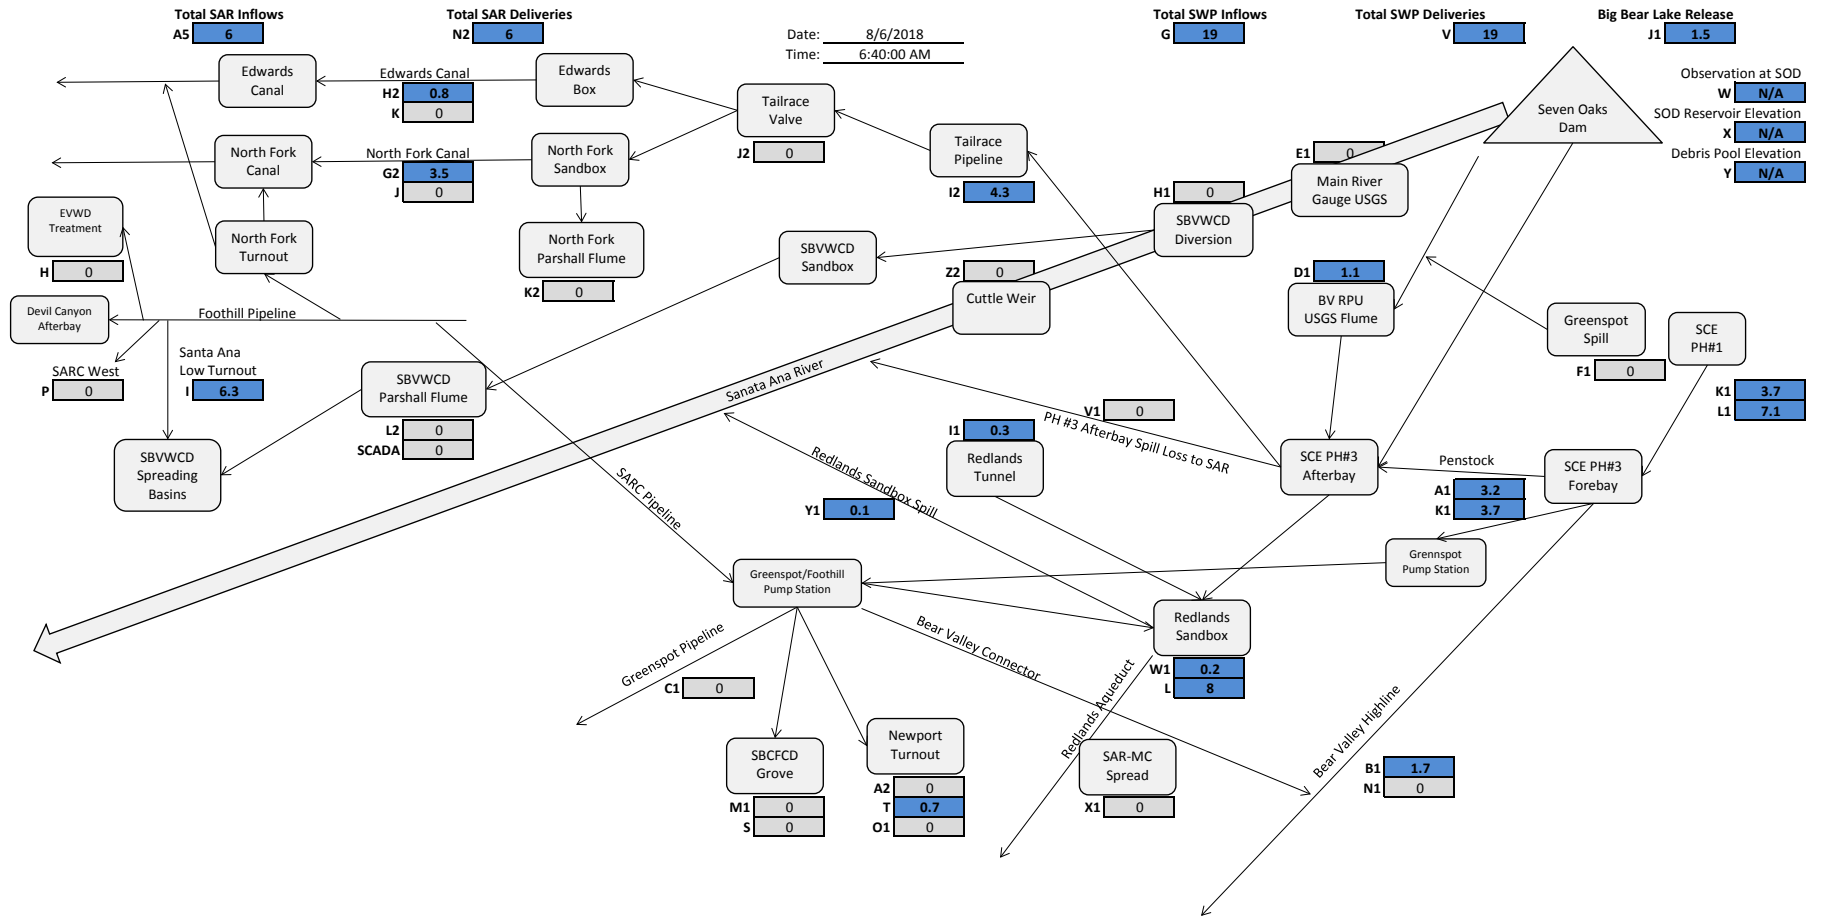 Total SAR Inflows
A5 6
Total SAR Deliveries
N2 6
Date: 8/6/2018
Time: 6:40:00 AM
Total SWP Inflows
G 19
Total SWP Deliveries
V 19
Big Bear Lake Release
J1 1.5
Edwards
Canal
Edwards Canal
H2 0.8
K 0
Edwards
Box
Tailrace
Valve
J2 0
Tailrace
Pipeline
I2 4.3
Seven Oaks
Dam
Observation at SOD
W N/A
SOD Reservoir Elevation
X N/A
Debris Pool Elevation
Y N/A
North Fork
Canal
North Fork Canal
G2 3.5
J 0
North Fork
Sandbox
E1 0
Main River
Gauge USGS
H1 0
SBVWCD
Diversion
EVWD
Treatment
H 0
North Fork
Turnout
North Fork
Parshall Flume
K2 0
SBVWCD
Sandbox
Z2 0
Cuttle Weir
D1 1.1
BV RPU
USGS Flume
Greenspot
Spill
F1 0
SCE
PH#1
K1 3.7
L1 7.1
Devil Canyon
Afterbay
Foothill Pipeline
SARC West
P 0
Santa Ana
Low Turnout
I 6.3
SBVWCD
Parshall Flume
L2 0
SCADA 0
Sanata Ana River
SBVWCD
Spreading
Basins
SARC Pipeline
Redlands Sandbox Spill
Y1 0.1
I1 0.3
Redlands
Tunnel
V1 0
PH #3 Afterbay Spill Loss to SAR
SCE PH#3
Afterbay
Penstock
A1 3.2
K1 3.7
SCE PH#3
Forebay
Grennspot
Pump Station
Greenspot/Foothill
Pump Station
Redlands
Sandbox
W1 0.2
L 8
Greenspot Pipeline
C1 0
Bear Valley Connector
Redlands Aqueduct
Bear Valley Highline
SBCFCD
Grove
M1 0
S 0
Newport
Turnout
A2 0
T 0.7
O1 0
SAR-MC
Spread
X1 0
B1 1.7
N1 0